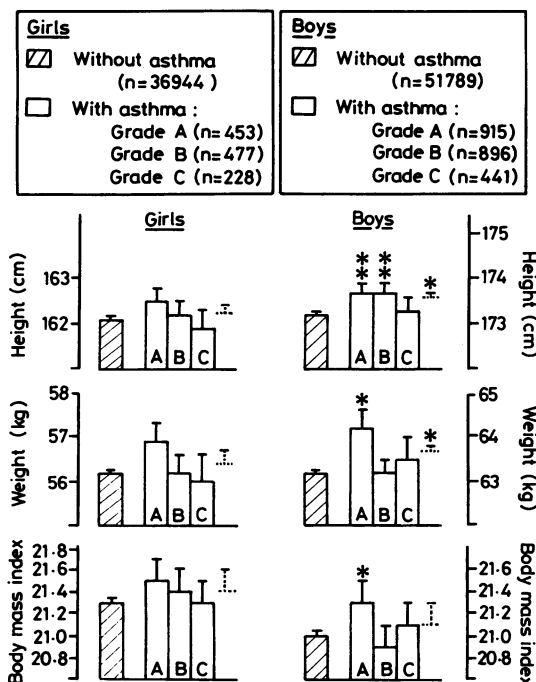 Girls
Without asthma
(n=36944)
With asthma :
Grade A (n=453)
Grade B (n=477)
Grade C (n=228)
Boys
Without asthma
(n=51789)
With asthma :
Grade A (n=915)
Grade B (n=896)
Grade C (n=441)
Girls
Boys
Height (cm)
163
162
A B C
** ** *
A B C
175
174
173
Height (cm)
Weight (kg)
58
57
56
A B C
* *
A B C
65
64
63
Weight (kg)
Body mass index
21.8
21.6
21.4
21.2
21.0
20.8
A B C
*
A B C
21.6
21.4
21.2
21.0
20.8
Body mass index